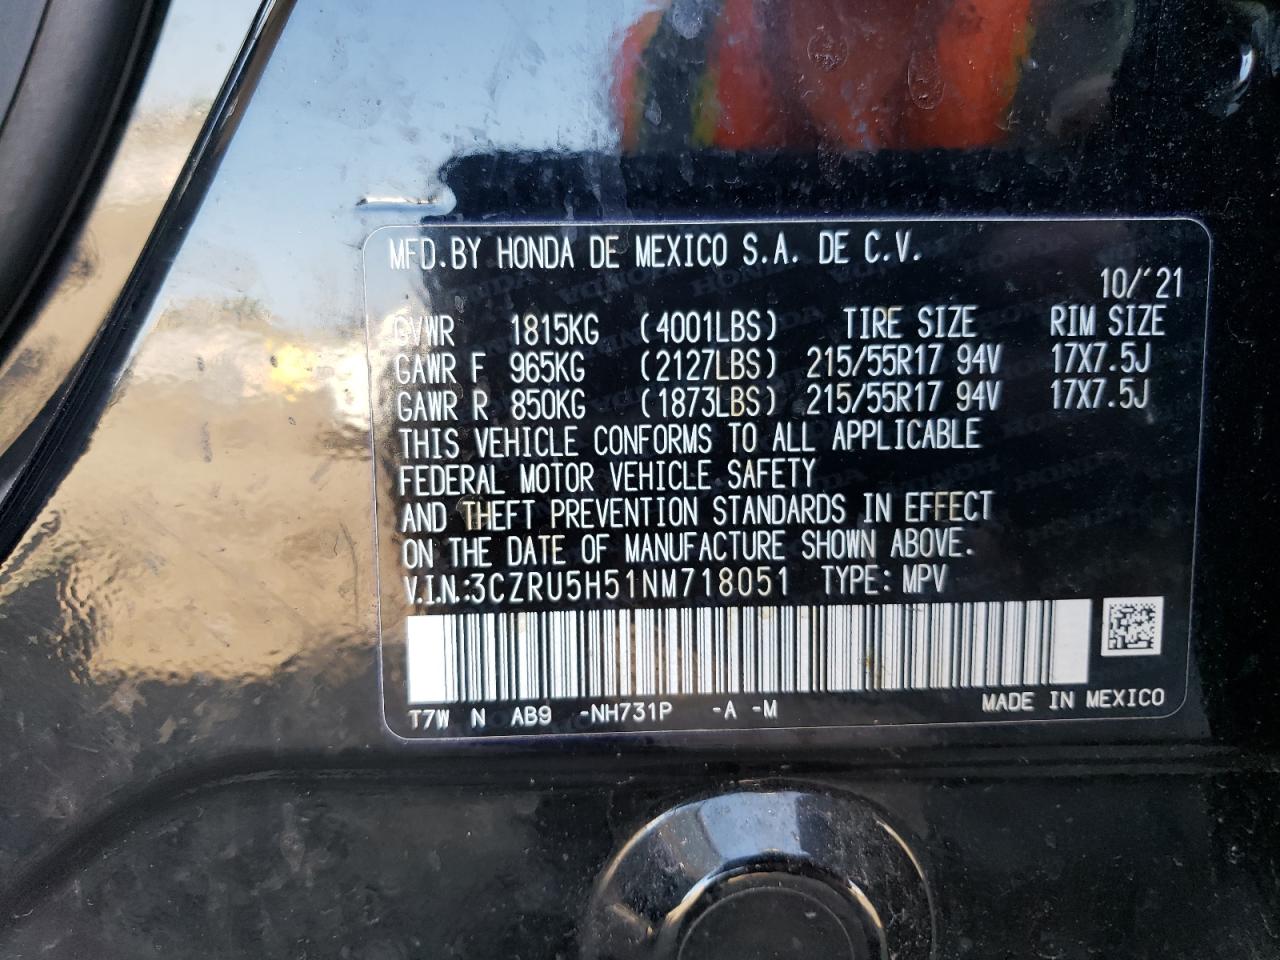 MFD.BY HONDA DE MEXICO S.A. DE C.V.
10/'21
GVWR 1815KG (4001LBS) TIRE SIZE RIM SIZE
GAWR F 965KG (2127LBS) 215/55R17 94V 17X7.5J
GAWR R 850KG (1873LBS) 215/55R17 94V 17X7.5J
THIS VEHICLE CONFORMS TO ALL APPLICABLE
FEDERAL MOTOR VEHICLE SAFETY
AND THEFT PREVENTION STANDARDS IN EFFECT
ON THE DATE OF MANUFACTURE SHOWN ABOVE.
V.I.N.:3CZRU5H51NM718051 TYPE: MPV
T7W N AB9 -NH731P -A -M MADE IN MEXICO